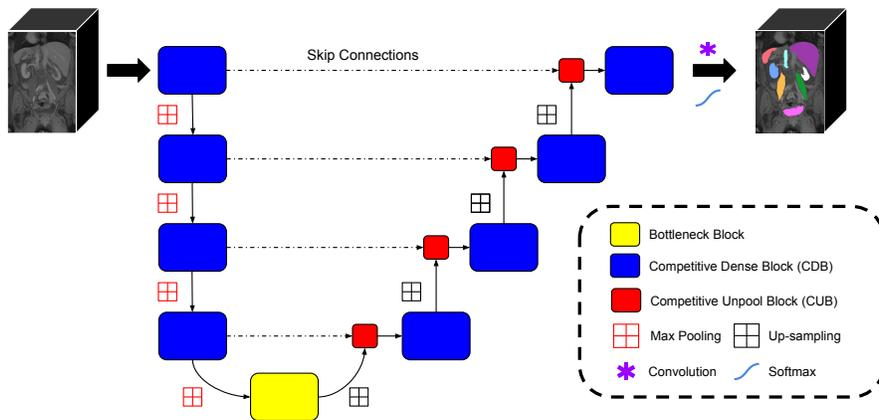 Skip Connections
Bottleneck Block
Competitive Dense Block (CDB)
Competitive Unpool Block (CUB)
Max Pooling
Up-sampling
Convolution
Softmax